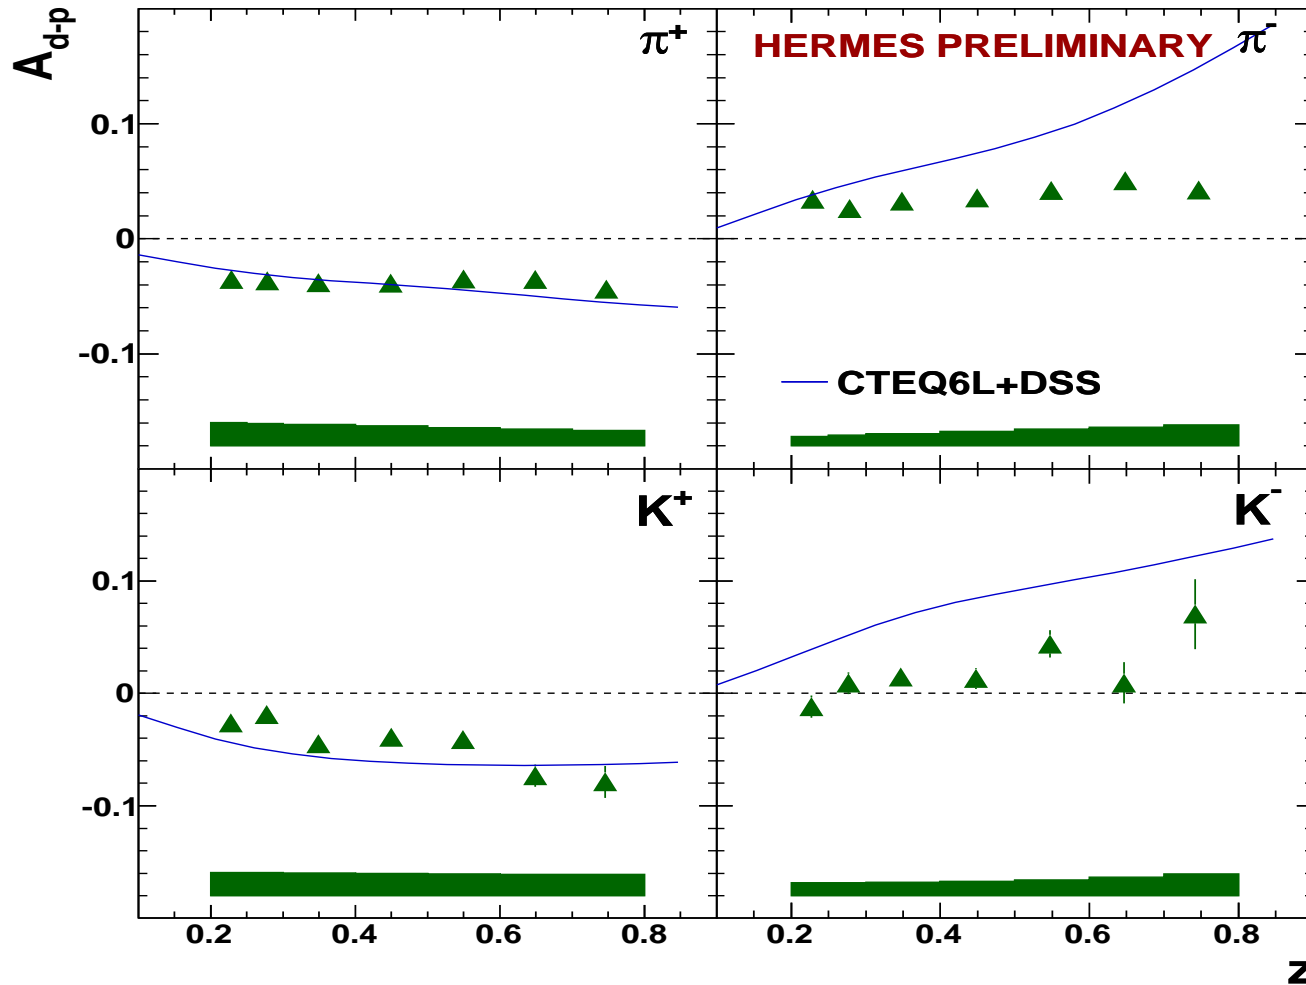 A_d-p
π⁺
HERMES PRELIMINARY π⁻
0.1
0
-0.1
CTEQ6L+DSS
K⁺
K⁻
0.1
0
-0.1
0.2 0.4 0.6 0.8 0.2 0.4 0.6 0.8
z